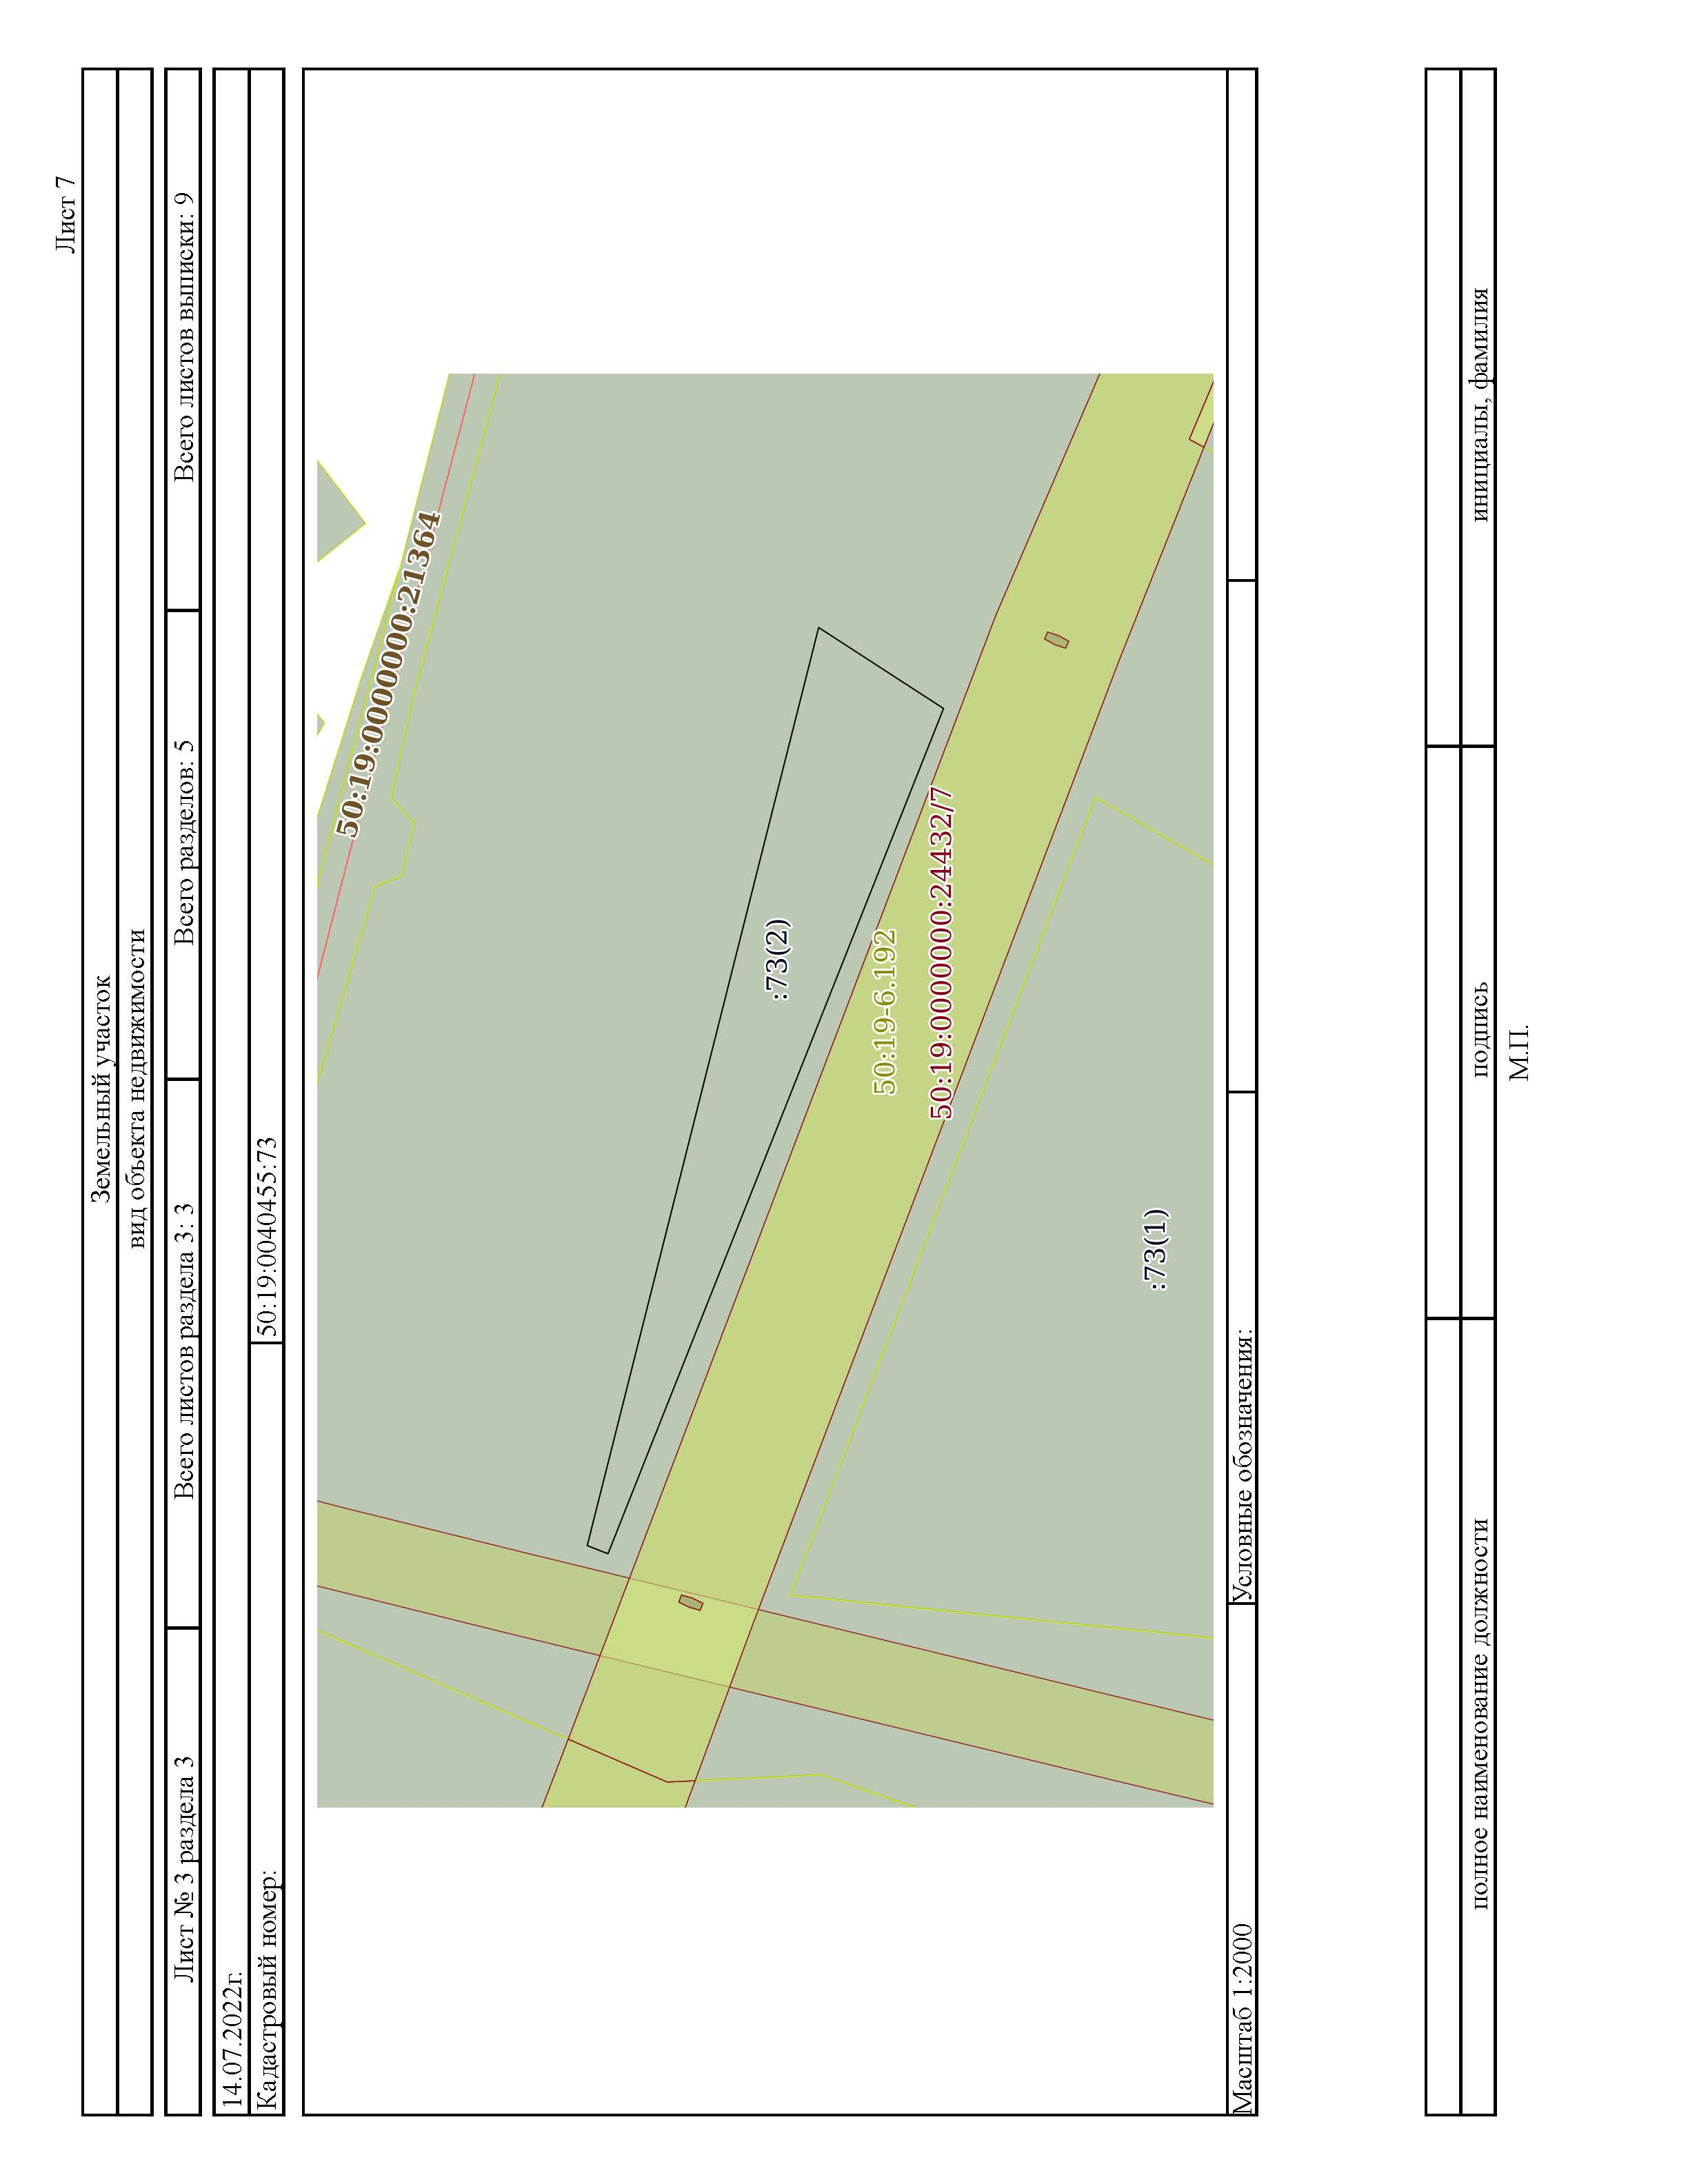 Лист 7
Земельный участок
вид объекта недвижимости
Лист № 3 раздела 3 Всего листов раздела 3: 3 Всего разделов: 5 Всего листов выписки: 9
14.07.2022г.
Кадастровый номер: 50:19:0040455:73
50:19:0000000:21364
:73(2)
50:19-6.192
50:19:0000000:24432/7
:73(1)
Масштаб 1:2000 Условные обозначения:
полное наименование должности подпись инициалы, фамилия
М.П.